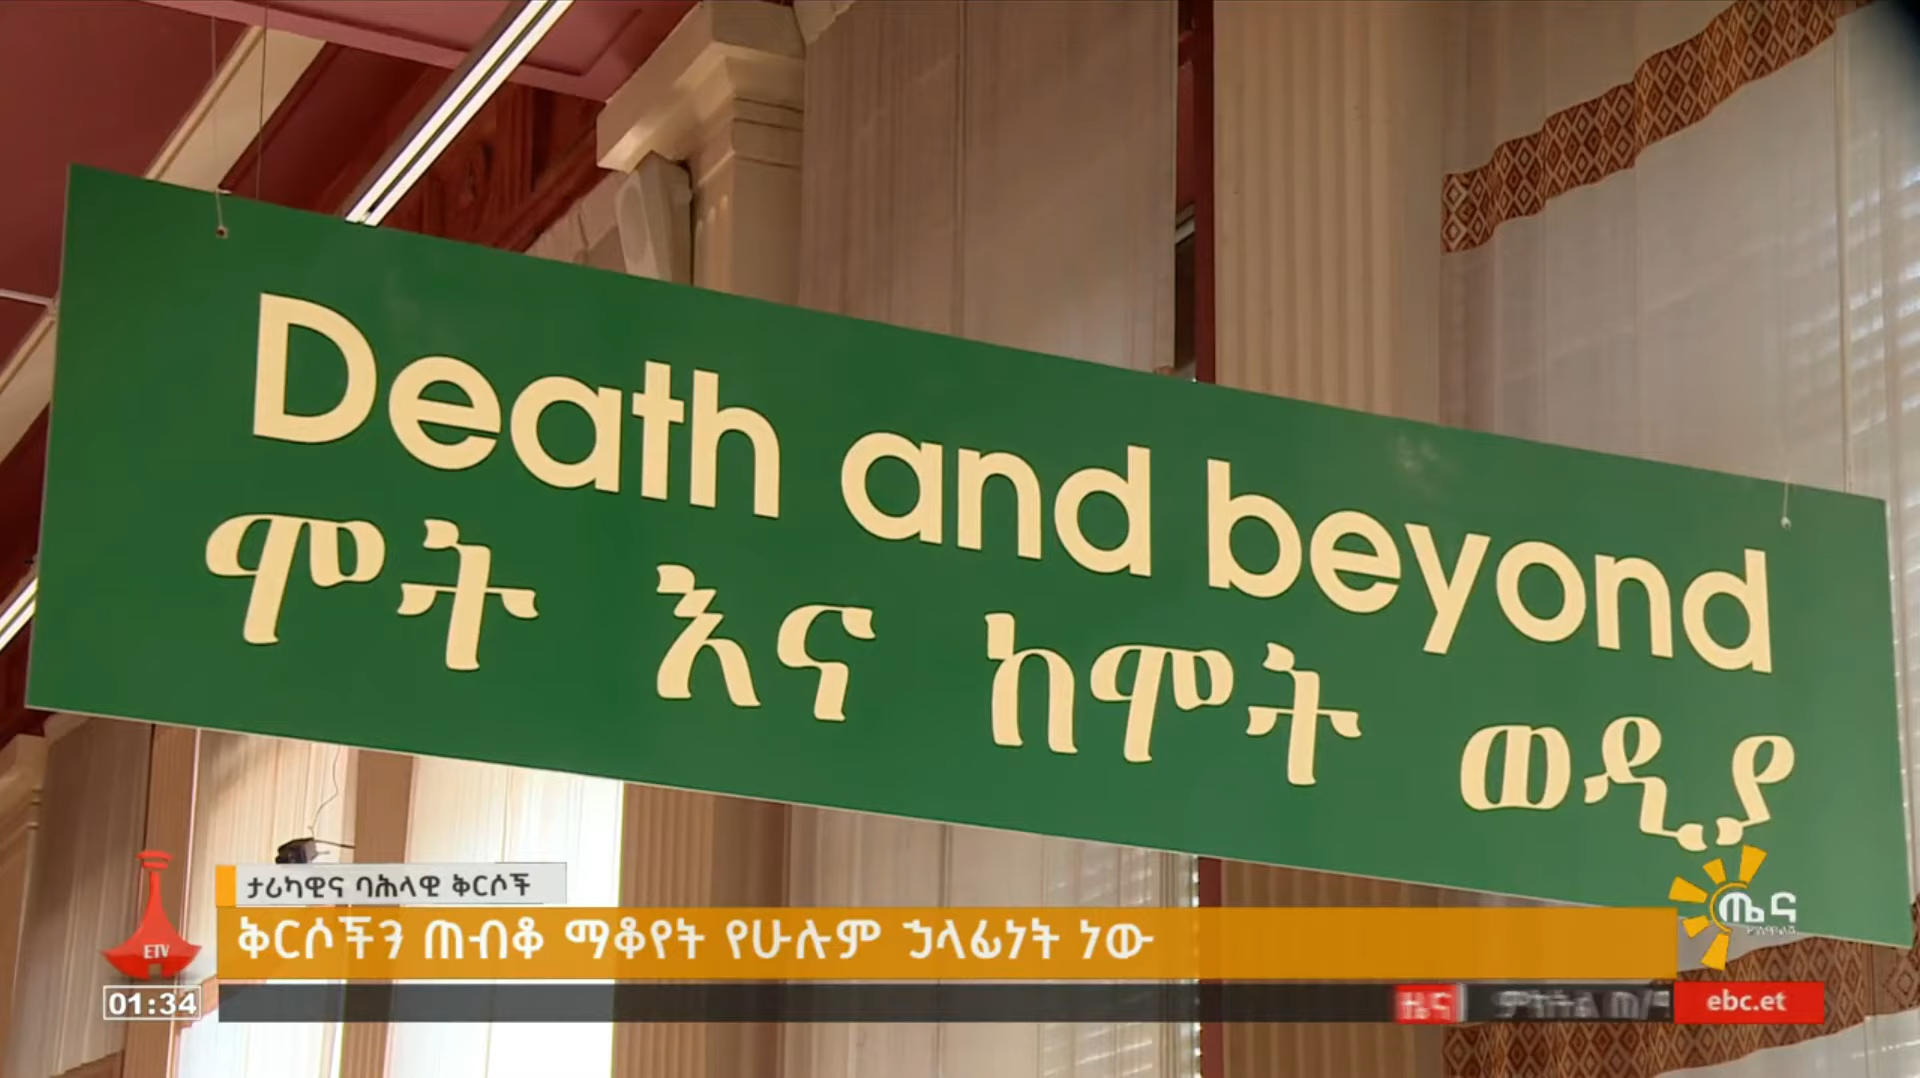 Death and beyond
ሞት እና ከሞት ወዲያ
ታሪካዊና ባሕላዊ ቅርሶች
ቅርሶችን ጠብቆ ማቆየት የሁሉም ኃላፊነት ነው
ETV
ጤና
01:34
ዜና
ebc.et